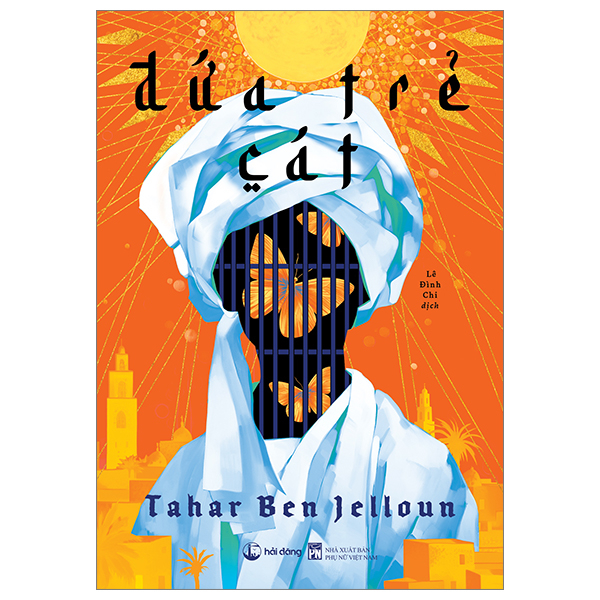 đứa trẻ
cát
Lê
Đình
Chi
dịch
Tahar Ben Jelloun
hải đăng
PN
NHÀ XUẤT BẢN
PHỤ NỮ VIỆT NAM